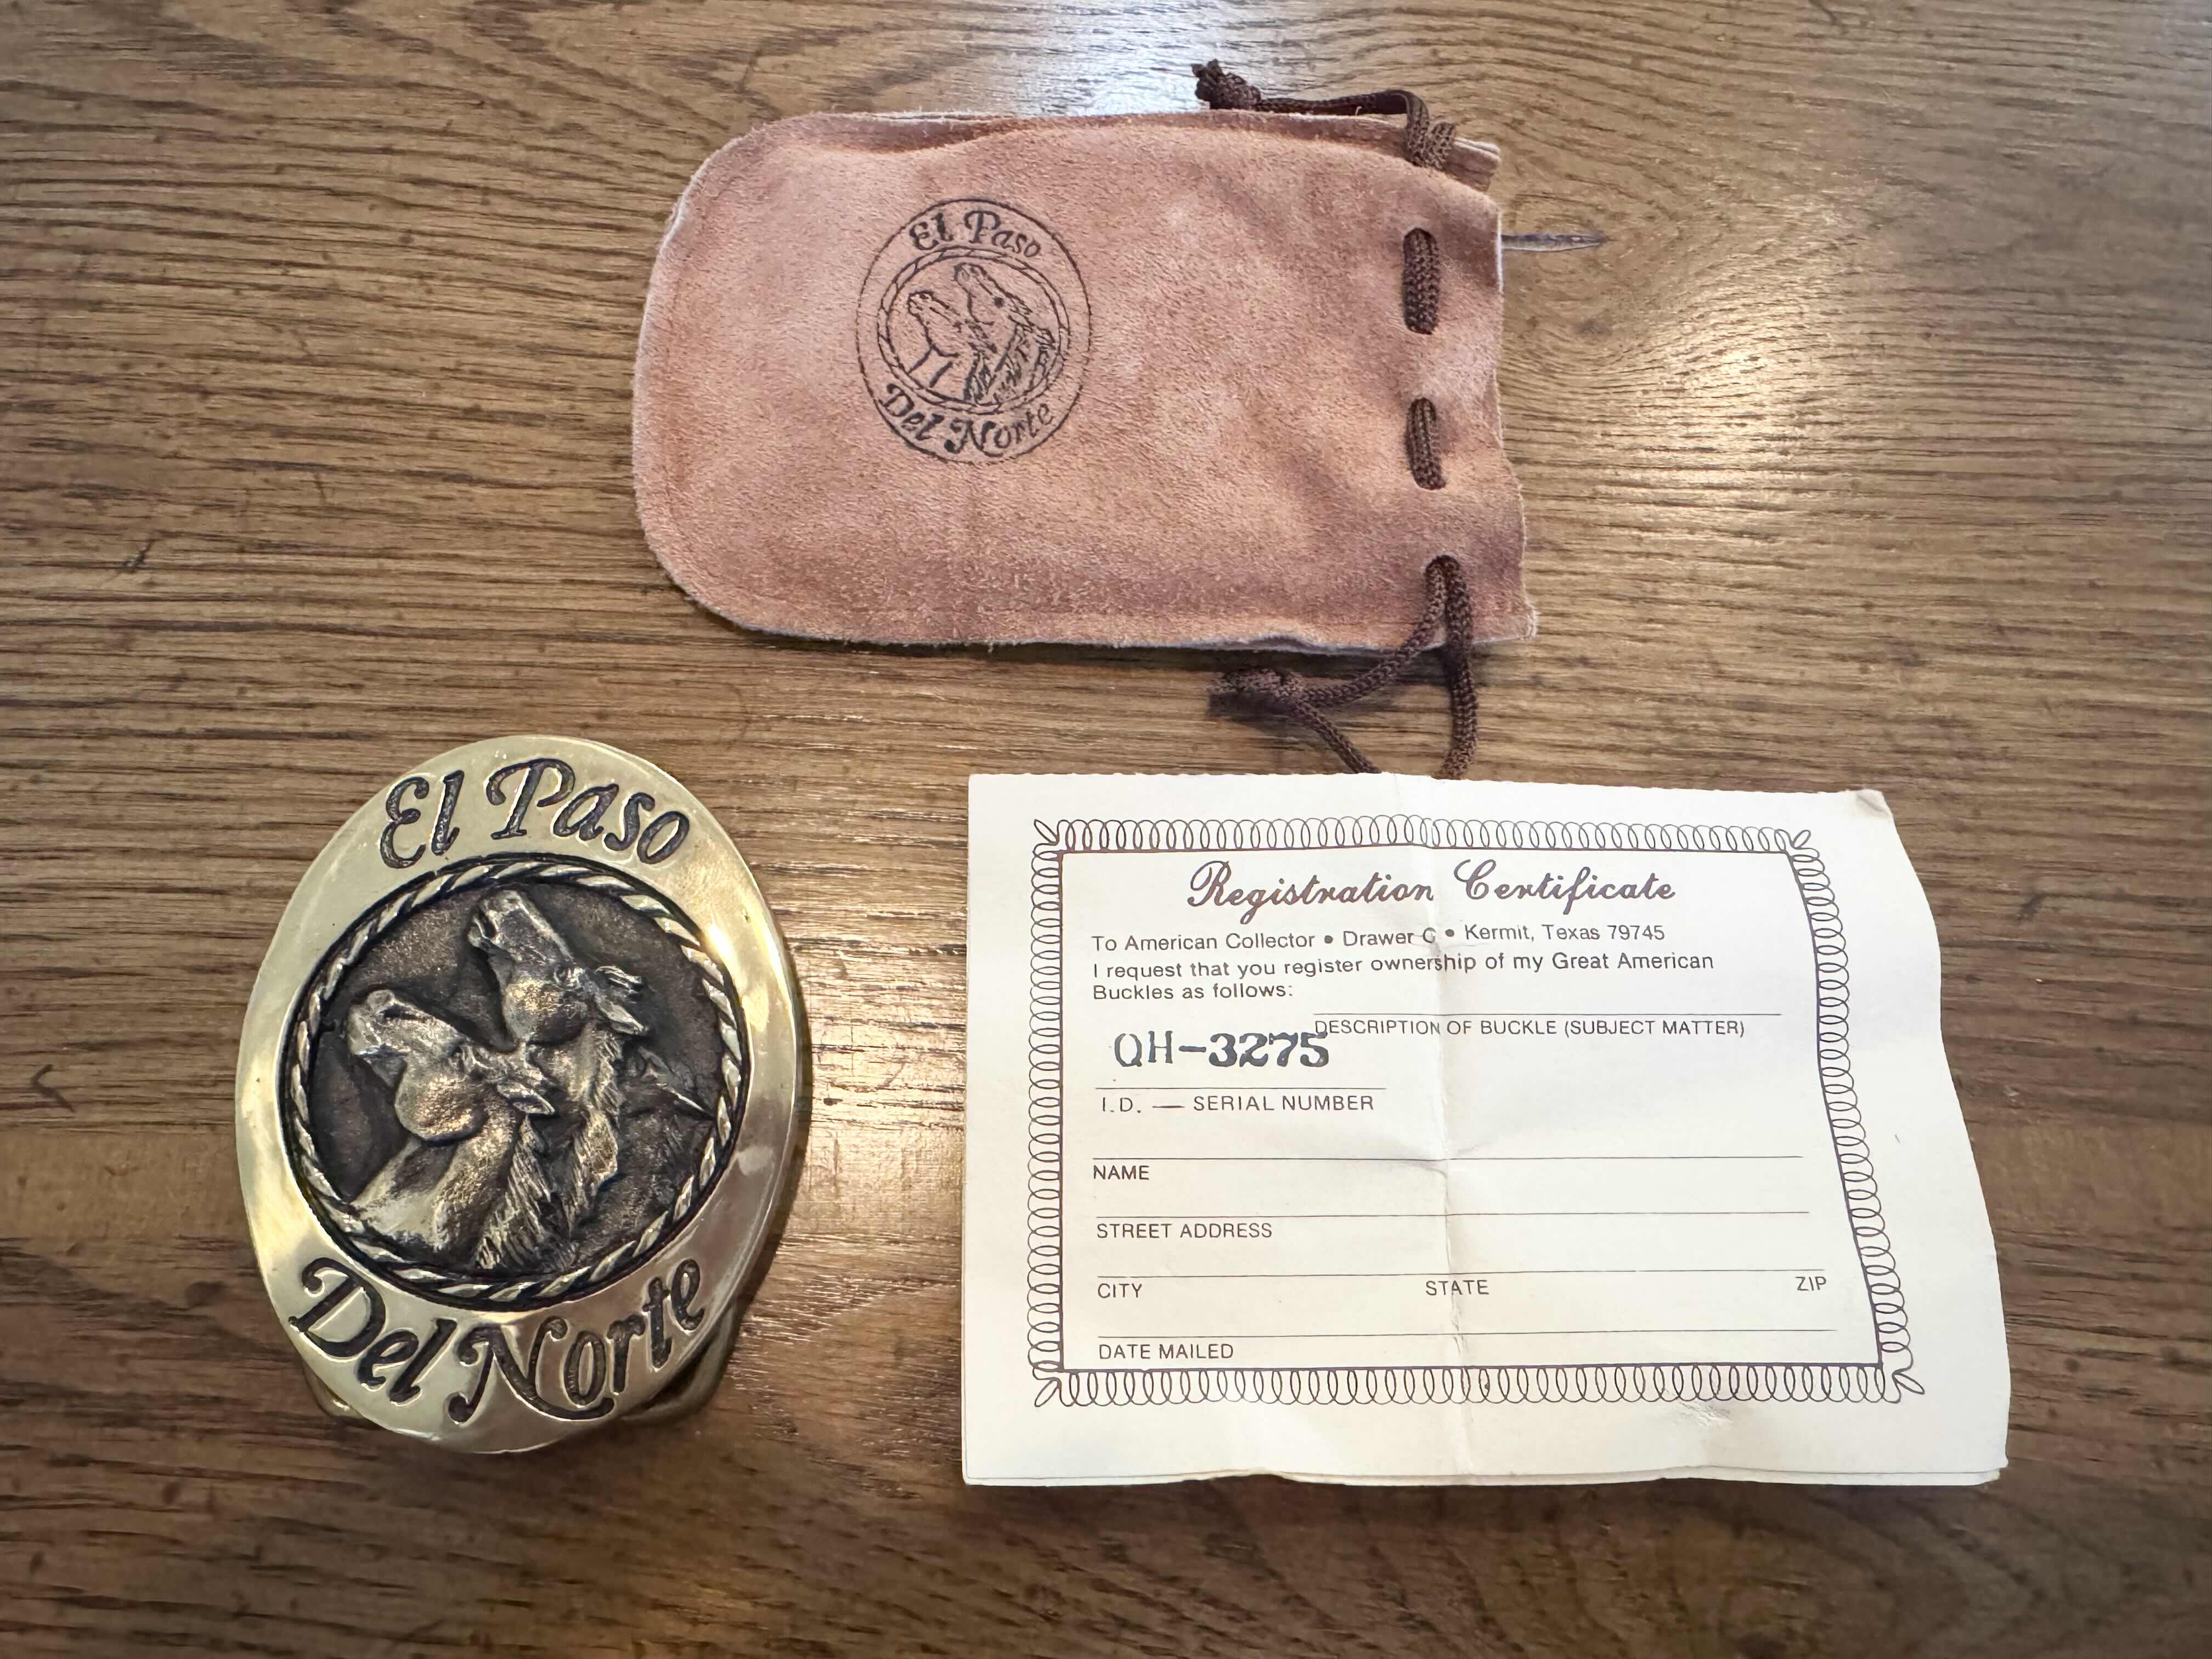 El Paso
Del Norte
El Paso
Del Norte
Registration Certificate
To American Collector • Drawer C • Kermit, Texas 79745
I request that you register ownership of my Great American
Buckles as follows:
DESCRIPTION OF BUCKLE (SUBJECT MATTER)
QH-3275
I.D. — SERIAL NUMBER
NAME
STREET ADDRESS
CITY STATE ZIP
DATE MAILED